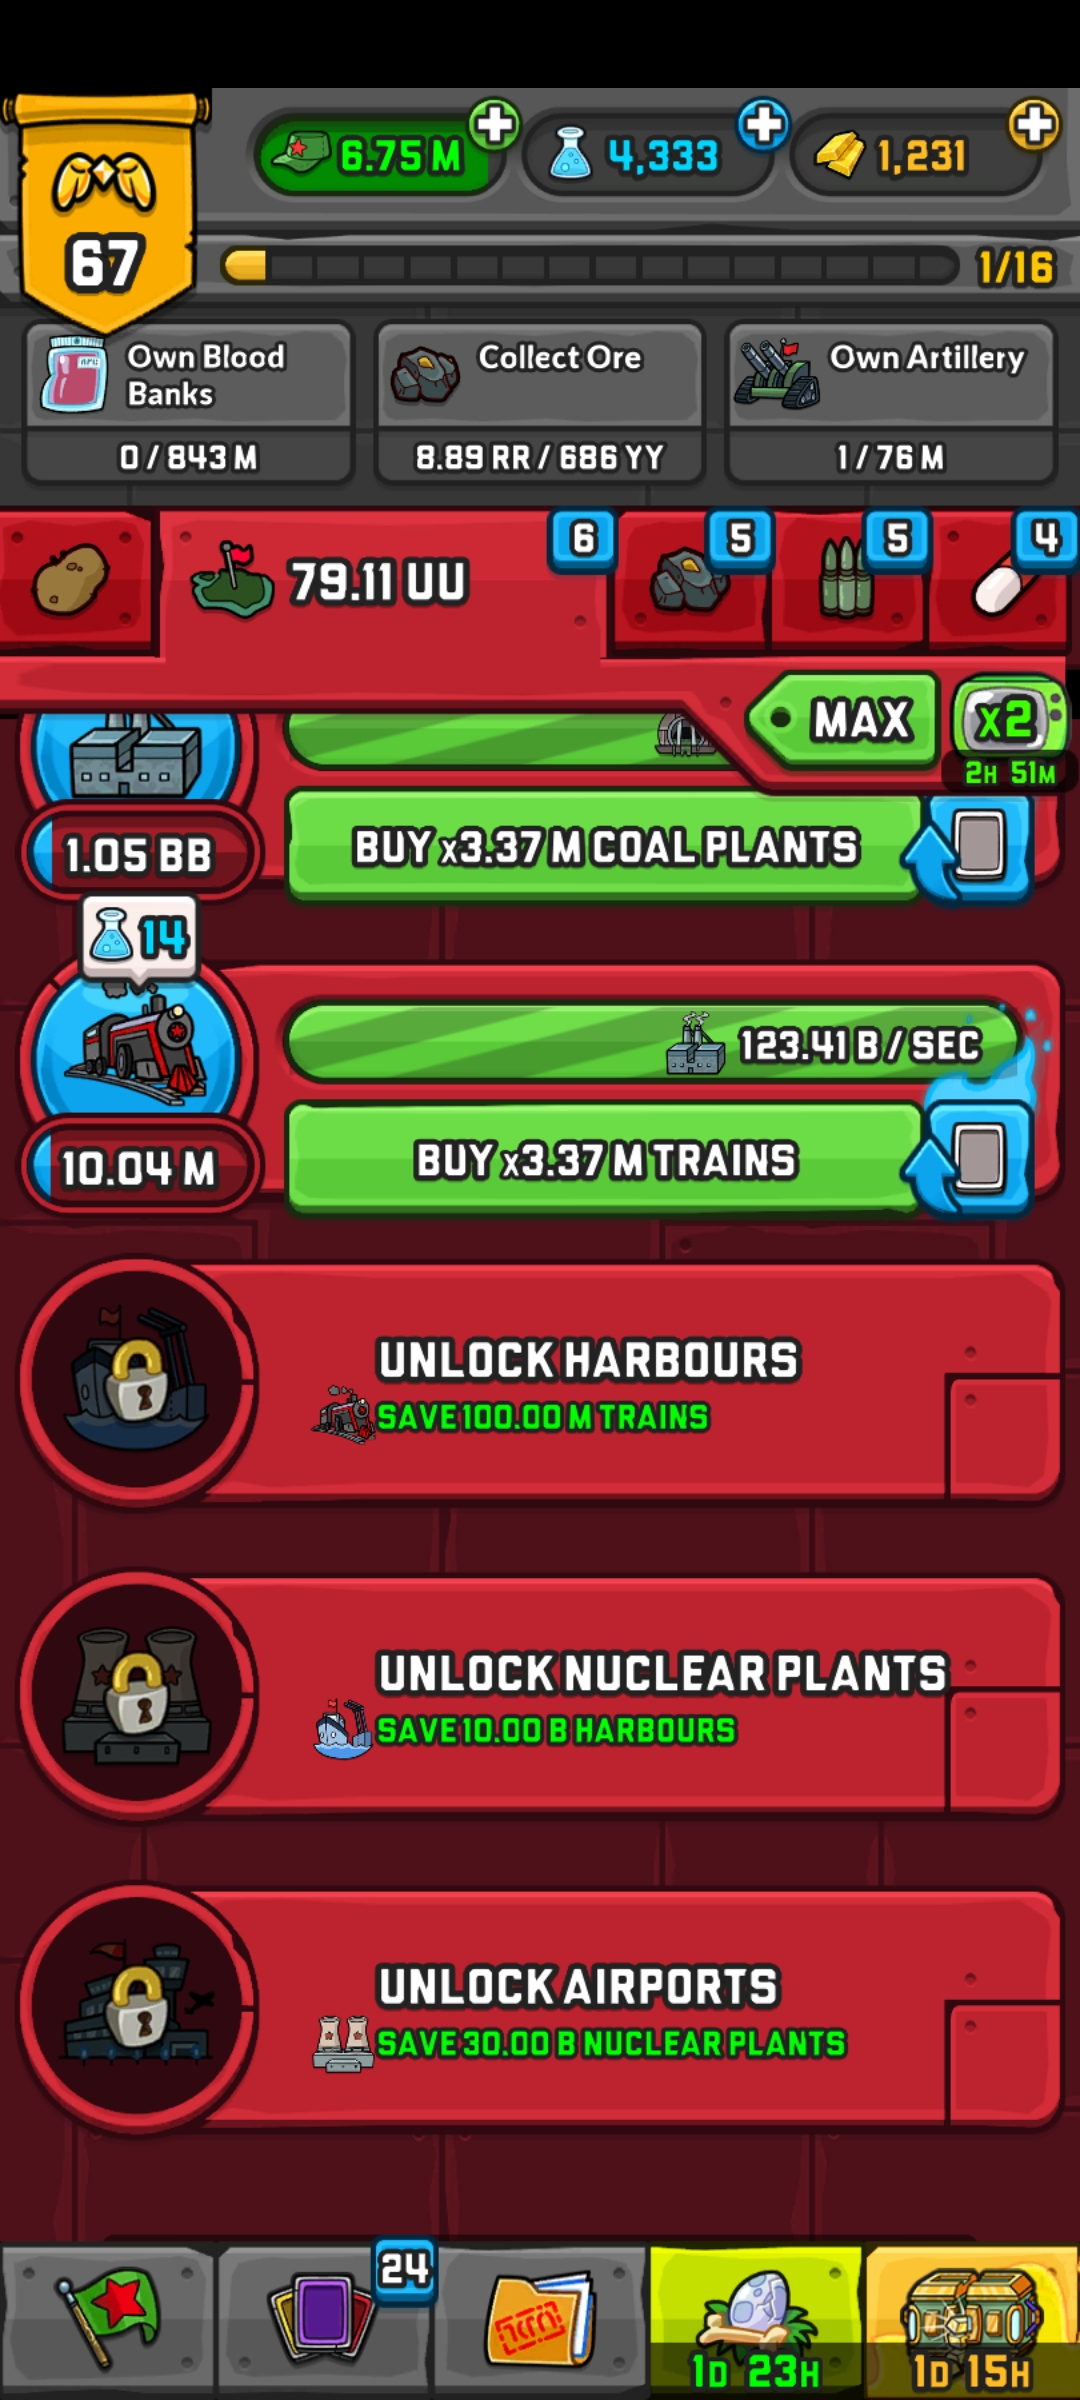 6.75 M
4,333
1,231
67
1/16
Own Blood
Banks
0 / 843 M
Collect Ore
8.89 RR / 686 YY
Own Artillery
1 / 76 M
79.11 UU
6
5
5
4
MAX
x2
2H 51M
1.05 BB
BUY x3.37 M COAL PLANTS
14
123.41 B / SEC
10.04 M
BUY x3.37 M TRAINS
UNLOCK HARBOURS
SAVE 100.00 M TRAINS
UNLOCK NUCLEAR PLANTS
SAVE 10.00 B HARBOURS
UNLOCK AIRPORTS
SAVE 30.00 B NUCLEAR PLANTS
24
1D 23H
1D 15H